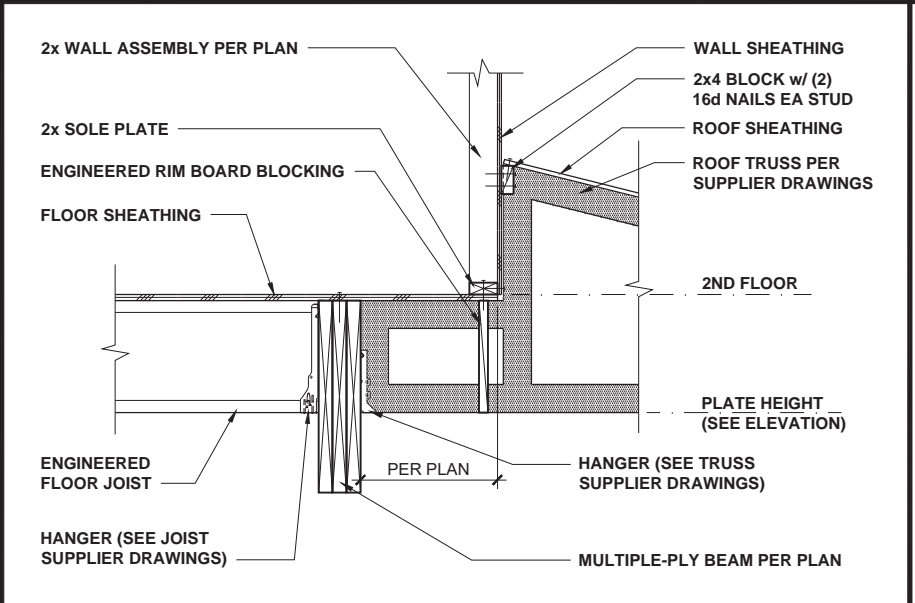 2x WALL ASSEMBLY PER PLAN
2x SOLE PLATE
ENGINEERED RIM BOARD BLOCKING
FLOOR SHEATHING
WALL SHEATHING
2x4 BLOCK w/ (2)
16d NAILS EA STUD
ROOF SHEATHING
ROOF TRUSS PER
SUPPLIER DRAWINGS
2ND FLOOR
PLATE HEIGHT
(SEE ELEVATION)
ENGINEERED
FLOOR JOIST
PER PLAN
HANGER (SEE TRUSS
SUPPLIER DRAWINGS)
HANGER (SEE JOIST
SUPPLIER DRAWINGS)
MULTIPLE-PLY BEAM PER PLAN